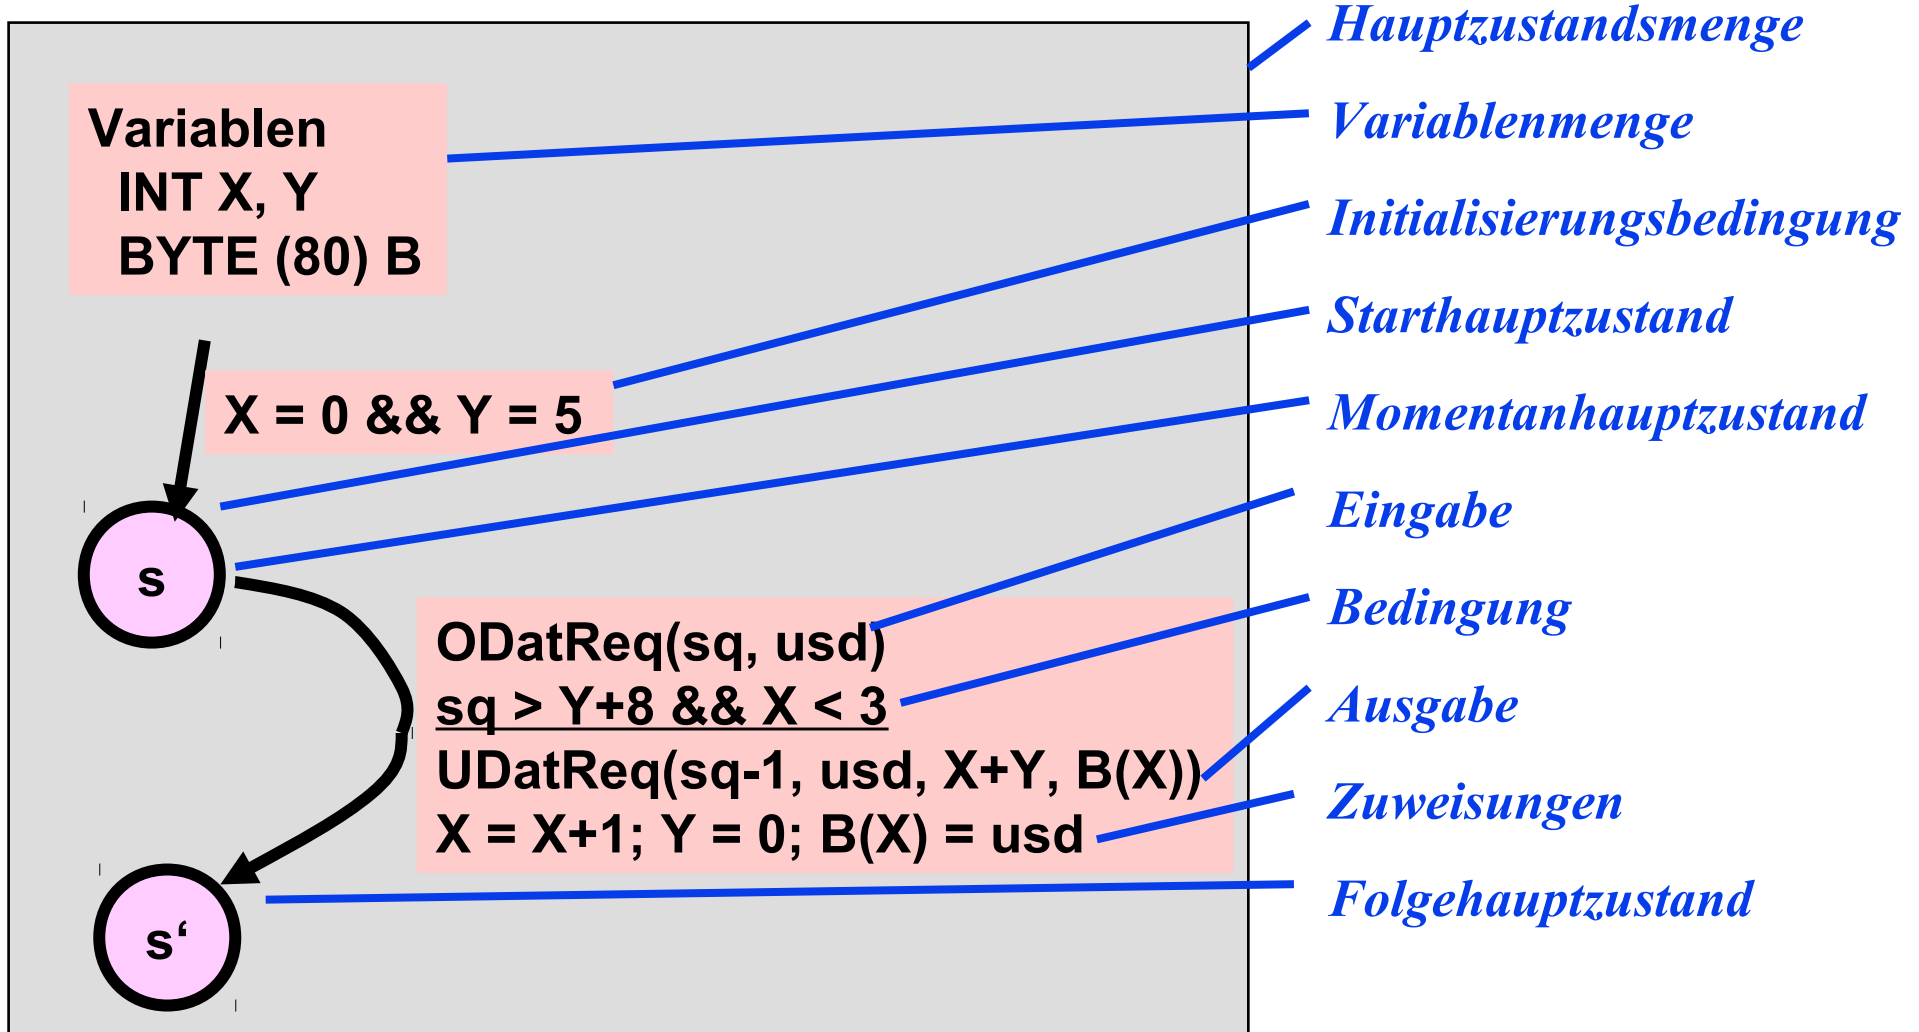 Hauptzustandsmenge
Variablen
INT X, Y
BYTE (80) B
Variablenmenge
Initialisierungsbedingung
Starthauptzustand
X = 0 && Y = 5
Momentanhauptzustand
Eingabe
s
Bedingung
ODatReq(sq, usd)
sq > Y+8 && X < 3
UDatReq(sq-1, usd, X+Y, B(X))
X = X+1; Y = 0; B(X) = usd
Ausgabe
Zuweisungen
Folgehauptzustand
s‘